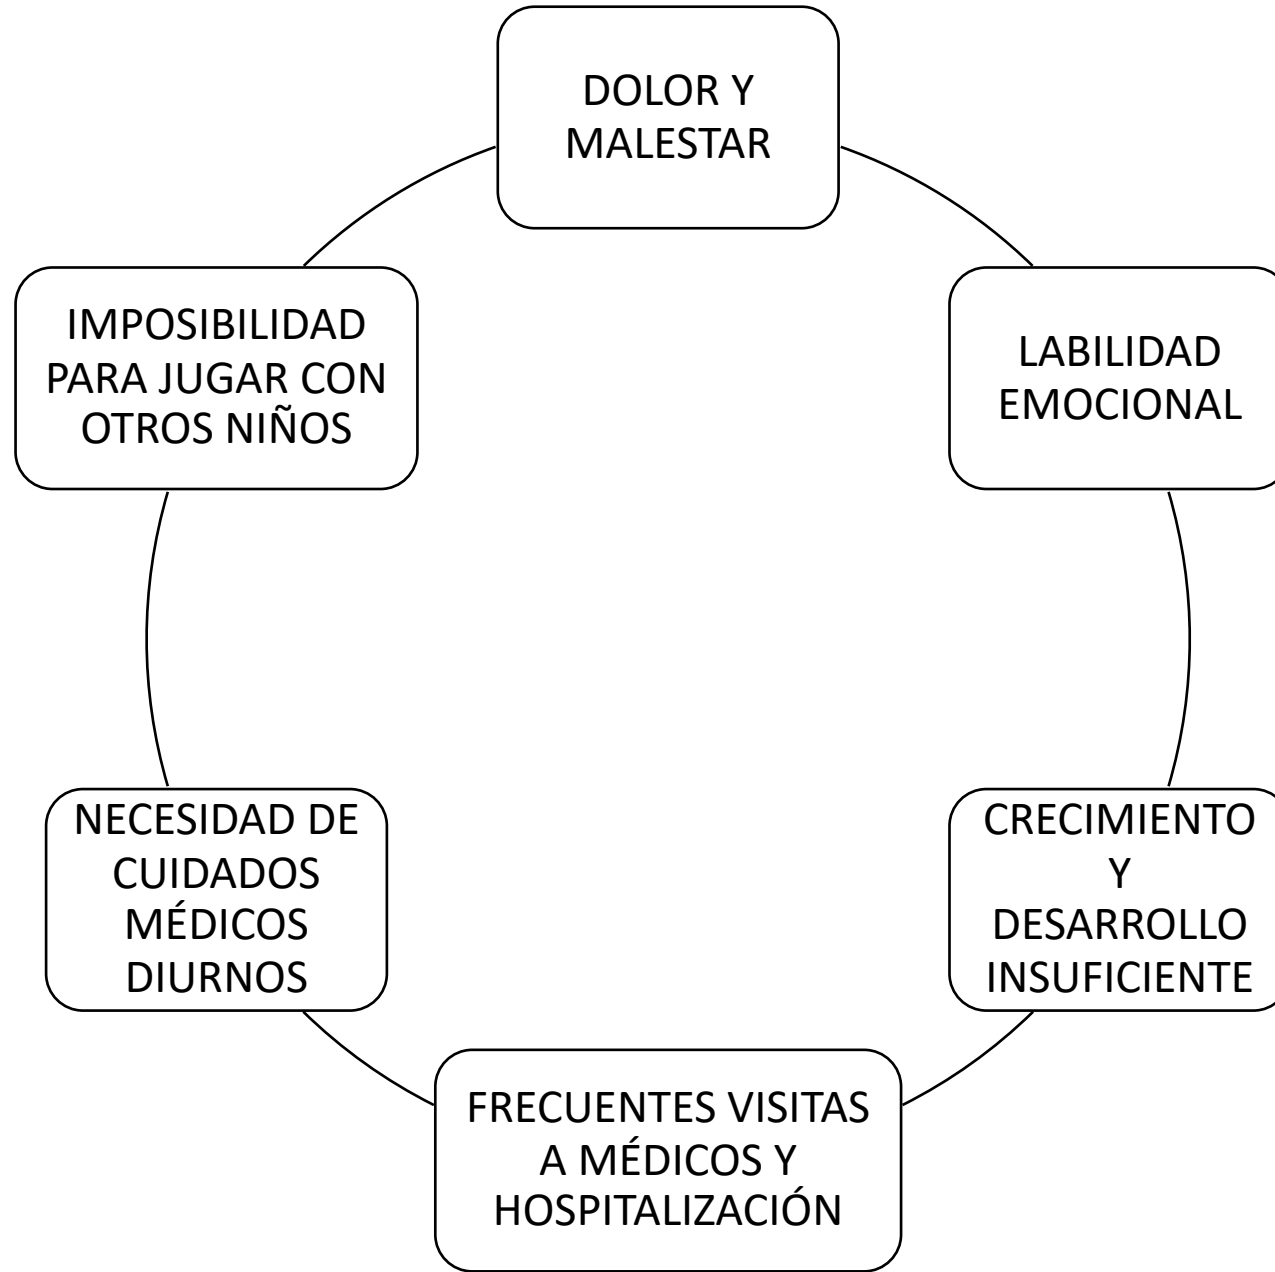 DOLOR Y
MALESTAR
LABILIDAD
EMOCIONAL
CRECIMIENTO
Y
DESARROLLO
INSUFICIENTE
FRECUENTES VISITAS
A MÉDICOS Y
HOSPITALIZACIÓN
NECESIDAD DE
CUIDADOS
MÉDICOS
DIURNOS
IMPOSIBILIDAD
PARA JUGAR CON
OTROS NIÑOS